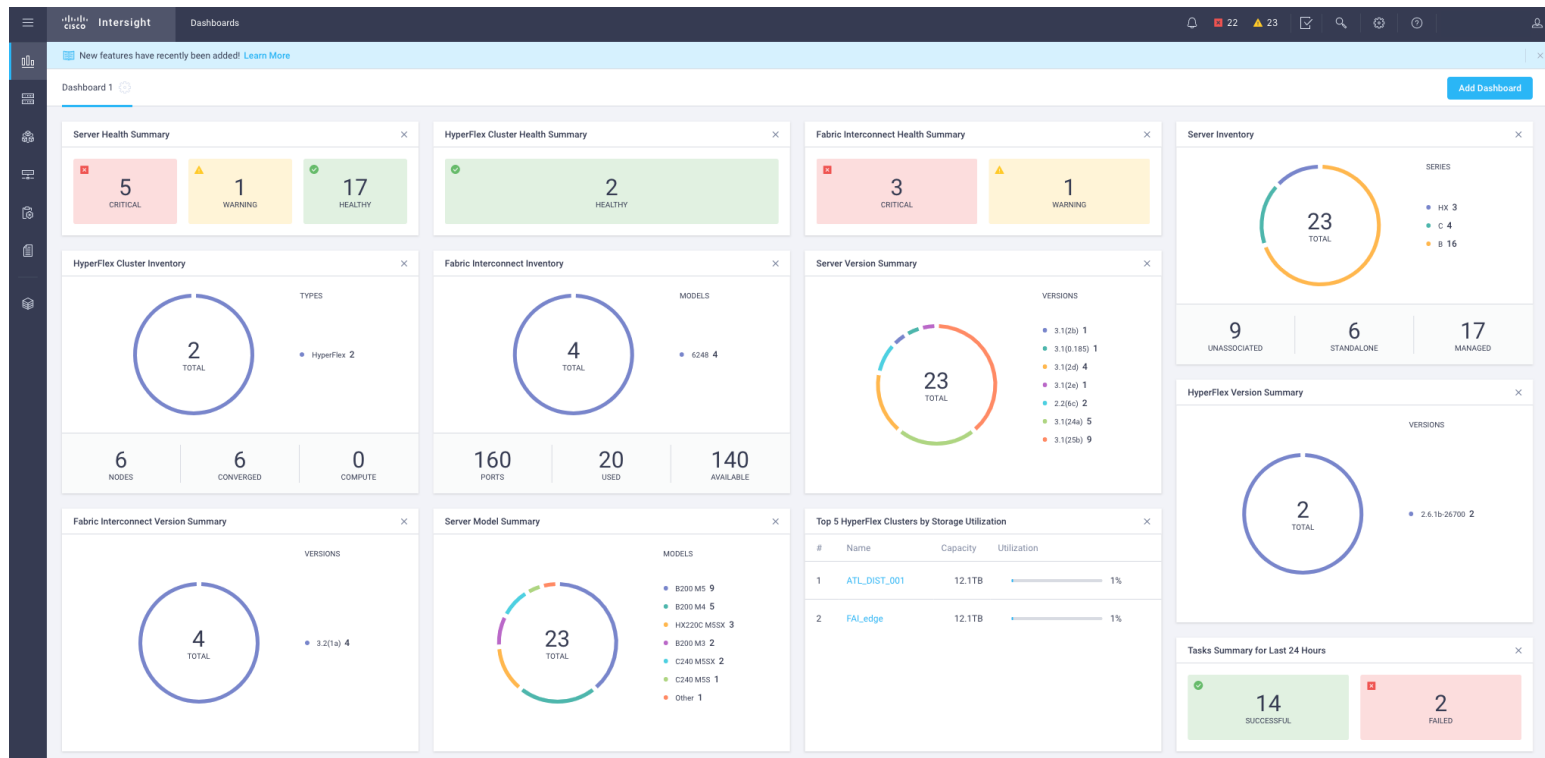 cisco Intersight Dashboards 22 23
New features have recently been added! Learn More
Dashboard 1
Add Dashboard
Server Health Summary
5 1 17
CRITICAL WARNING HEALTHY
HyperFlex Cluster Health Summary
2
HEALTHY
Fabric Interconnect Health Summary
3 1
CRITICAL WARNING
Server Inventory
SERIES
23
TOTAL
HX 3
C 4
B 16
9 6 17
UNASSOCIATED STANDALONE MANAGED
HyperFlex Cluster Inventory
TYPES
2
TOTAL
HyperFlex 2
6 6 0
NODES CONVERGED COMPUTE
Fabric Interconnect Inventory
MODELS
4
TOTAL
6248 4
160 20 140
PORTS USED AVAILABLE
Server Version Summary
VERSIONS
23
TOTAL
3.1(2b) 1
3.1(0.185) 1
3.1(2d) 4
3.1(2e) 1
2.2(6c) 2
3.1(24a) 5
3.1(25b) 9
HyperFlex Version Summary
VERSIONS
2
TOTAL
2.6.1b-26700 2
Fabric Interconnect Version Summary
VERSIONS
4
TOTAL
3.2(1a) 4
Server Model Summary
MODELS
23
TOTAL
B200 M5 9
B200 M4 5
HX220C M5SX 3
B200 M3 2
C240 M5SX 2
C240 M5S 1
Other 1
Top 5 HyperFlex Clusters by Storage Utilization
# Name Capacity Utilization
1 ATL_DIST_001 12.1TB 1%
2 FAI_edge 12.1TB 1%
Tasks Summary for Last 24 Hours
14 2
SUCCESSFUL FAILED